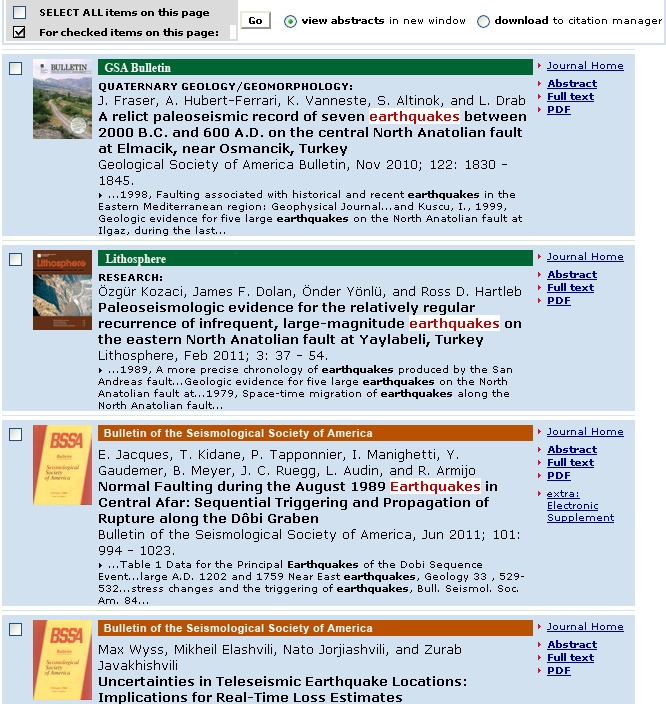 SELECT ALL items on this page
For checked items on this page:
Go
view abstracts in new window
download to citation manager
GSA Bulletin
BULLETIN
QUATERNARY GEOLOGY/GEOMORPHOLOGY:
J. Fraser, A. Hubert-Ferrari, K. Vanneste, S. Altinok, and L. Drab
A relict paleoseismic record of seven earthquakes between
2000 B.C. and 600 A.D. on the central North Anatolian fault
at Elmacik, near Osmancik, Turkey
Geological Society of America Bulletin, Nov 2010; 122: 1830 -
1845.
...1998, Faulting associated with historical and recent earthquakes in the
Eastern Mediterranean region: Geophysical Journal...and Kuscu, I., 1999,
Geologic evidence for five large earthquakes on the North Anatolian fault at
Ilgaz, during the last...
Journal Home
Abstract
Full text
PDF
Lithosphere
Lithosphere
RESEARCH:
Özgür Kozaci, James F. Dolan, Önder Yönlü, and Ross D. Hartleb
Paleoseismologic evidence for the relatively regular
recurrence of infrequent, large-magnitude earthquakes on
the eastern North Anatolian fault at Yaylabeli, Turkey
Lithosphere, Feb 2011; 3: 37 - 54.
...1989, A more precise chronology of earthquakes produced by the San
Andreas fault...Geologic evidence for five large earthquakes on the North
Anatolian fault at...1979, Space-time migration of earthquakes along the
North Anatolian fault...
Journal Home
Abstract
Full text
PDF
Bulletin of the Seismological Society of America
BSSA
Bulletin
Seismological
Society
of America
E. Jacques, T. Kidane, P. Tapponnier, I. Manighetti, Y.
Gaudemer, B. Meyer, J. C. Ruegg, L. Audin, and R. Armijo
Normal Faulting during the August 1989 Earthquakes in
Central Afar: Sequential Triggering and Propagation of
Rupture along the Dôbi Graben
Bulletin of the Seismological Society of America, Jun 2011; 101:
994 - 1023.
...Table 1 Data for the Principal Earthquakes of the Dobi Sequence
Event...large A.D. 1202 and 1759 Near East earthquakes, Geology 33 , 529-
532...stress changes and the triggering of earthquakes, Bull. Seismol. Soc.
Am. 84...
Journal Home
Abstract
Full text
PDF
extra:
Electronic
Supplement
Bulletin of the Seismological Society of America
BSSA
Bulletin
Seismological
Society
of America
Max Wyss, Mikheil Elashvili, Nato Jorjiashvili, and Zurab
Javakhishvili
Uncertainties in Teleseismic Earthquake Locations:
Implications for Real-Time Loss Estimates
Journal Home
Abstract
Full text
PDF